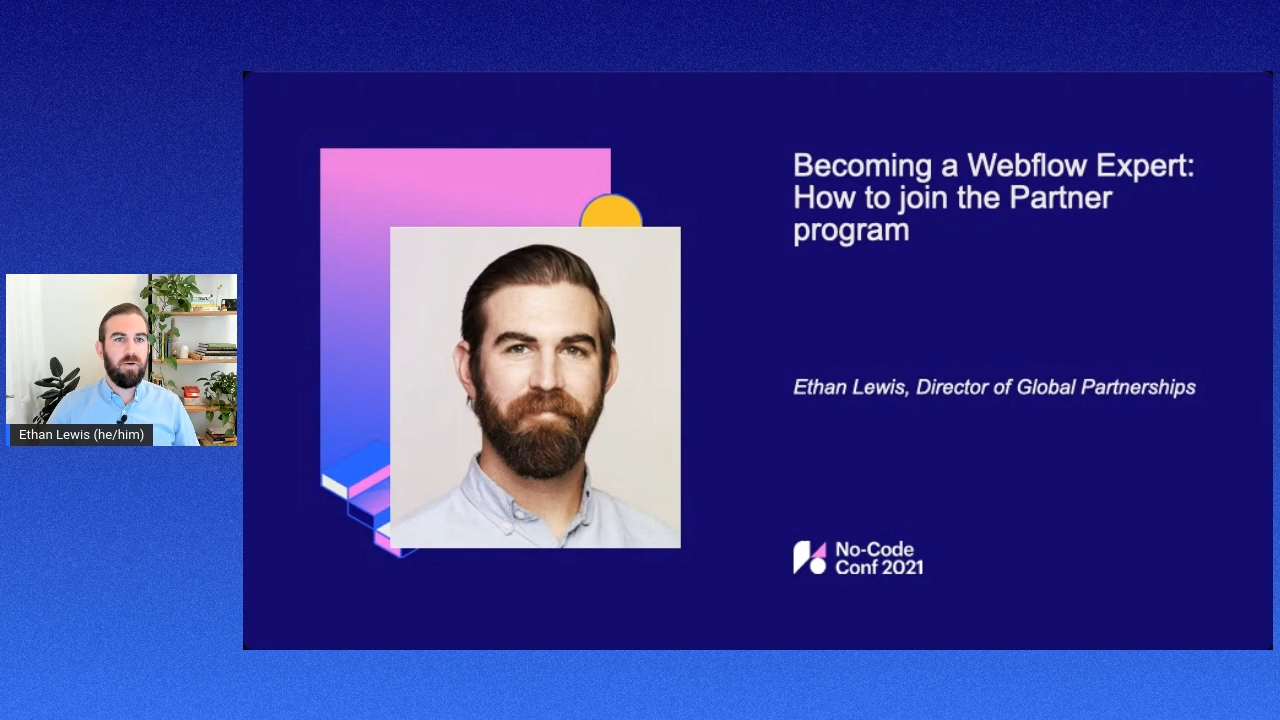 Becoming a Webflow Expert:
How to join the Partner
program
Ethan Lewis, Director of Global Partnerships
Ethan Lewis (he/him)
No-Code
Conf 2021